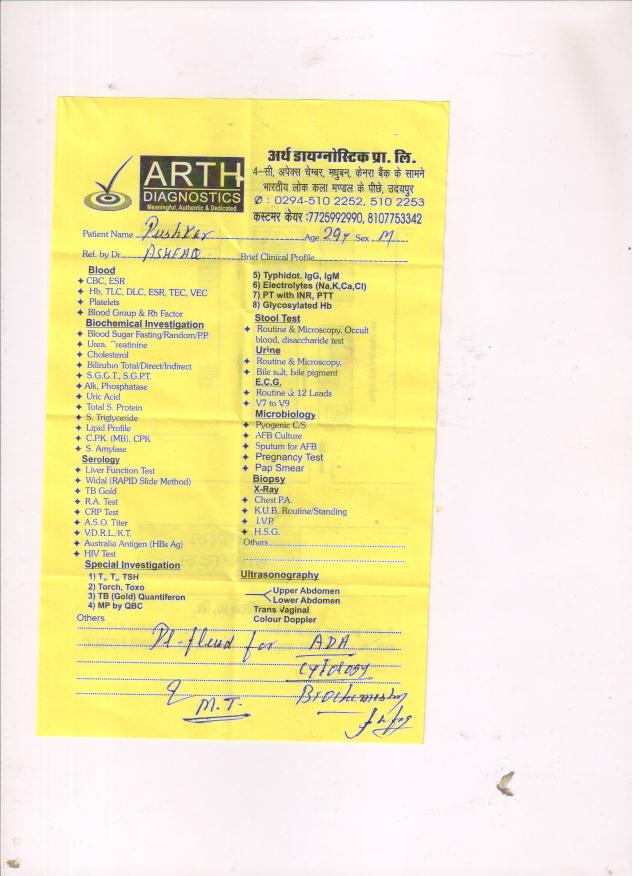 ARTH
DIAGNOSTICS
Meaningful, Authentic & Dedicated
अर्थ डायग्नोस्टिक प्रा. लि.
4-सी, अपेक्स चेम्बर, मधुबन, केनरा बैंक के सामने
भारतीय लोक कला मण्डल के पीछे, उदयपुर
✆ : 0294-510 2252, 510 2253
कस्टमर केयर :7725992990, 8107753342
Patient Name Pushker Age 29y Sex M
Ref. by Dr. ASHFAQ Brief Clinical Profile
Blood
CBC, ESR
Hb, TLC, DLC, ESR, TEC, VEC
Platelets
Blood Group & Rh Factor
Biochemical Investigation
Blood Sugar Fasting/Random/P.P.
Urea, Creatinine
Cholesterol
Bilirubin Total/Direct/Indirect
S.G.O.T., S.G.P.T.
Alk. Phosphatase
Uric Acid
Total S. Protein
S. Triglyceride
Lipid Profile
C.P.K. (MB), CPK
S. Amylase
Serology
Liver Function Test
Widal (RAPID Slide Method)
TB Gold
R.A. Test
CRP Test
A.S.O. Titer
V.D.R.L./K.T.
Australia Antigen (HBs Ag)
HIV Test
Special Investigation
1) T₃, T₄, TSH
2) Torch, Toxo
3) TB (Gold) Quantiferon
4) MP by QBC
5) Typhidot. IgG, IgM
6) Electrolytes (Na,K,Ca,Cl)
7) PT with INR, PTT
8) Glycosylated Hb
Stool Test
Routine & Microscopy. Occult
blood, disaccharide test
Urine
Routine & Microscopy,
Bile salt, bile pigment
E.C.G.
Routine & 12 Leads
V7 to V9
Microbiology
Pyogenic C/S
AFB Culture
Sputum for AFB
Pregnancy Test
Pap Smear
Biopsy
X-Ray
Chest P.A.
K.U.B. Routine/Standing
I.V.P.
H.S.G.
Others
Ultrasonography
Upper Abdomen
Lower Abdomen
Trans Vaginal
Colour Doppler
Others
Pl-fluid for ADA
Cytology
Biochemistry
M.T.